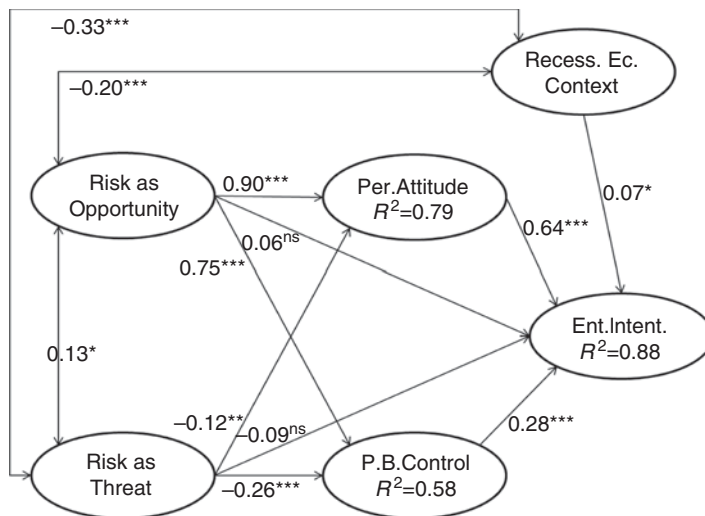 –0.33***
Recess. Ec.
Context
–0.20***
Risk as
Opportunity
0.90***
Per.Attitude
R²=0.79
0.07*
0.64***
0.06ns
0.75***
Ent.Intent.
R²=0.88
0.13*
–0.12**
–0.09ns
0.28***
Risk as
Threat
–0.26***
P.B.Control
R²=0.58